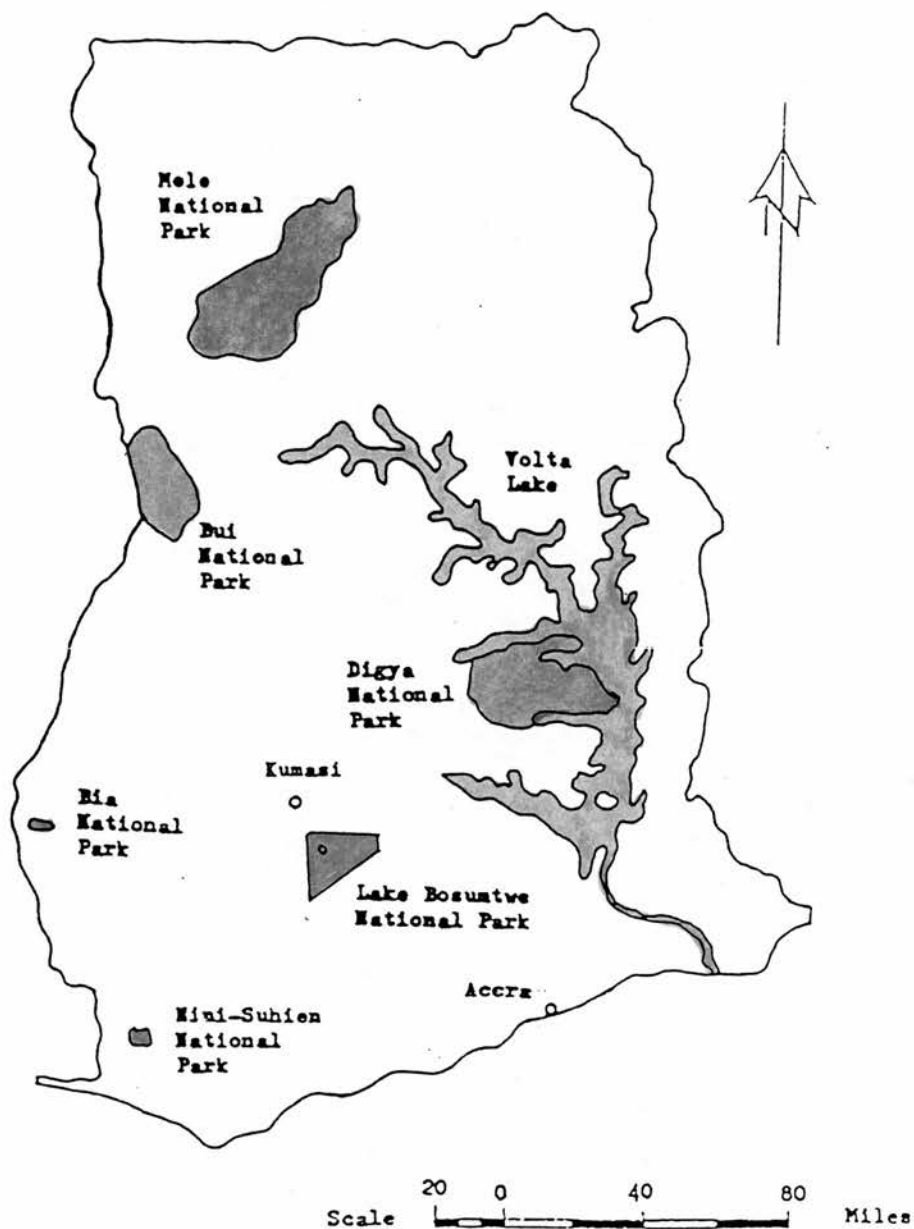 Mole
National
Park
Volta
Lake
Bui
National
Park
Digya
National
Park
Kumasi
Bia
National
Park
Lake Bosumtwe
National Park
Accra
Nini-Suhien
National
Park
20 0 40 80
Scale Miles